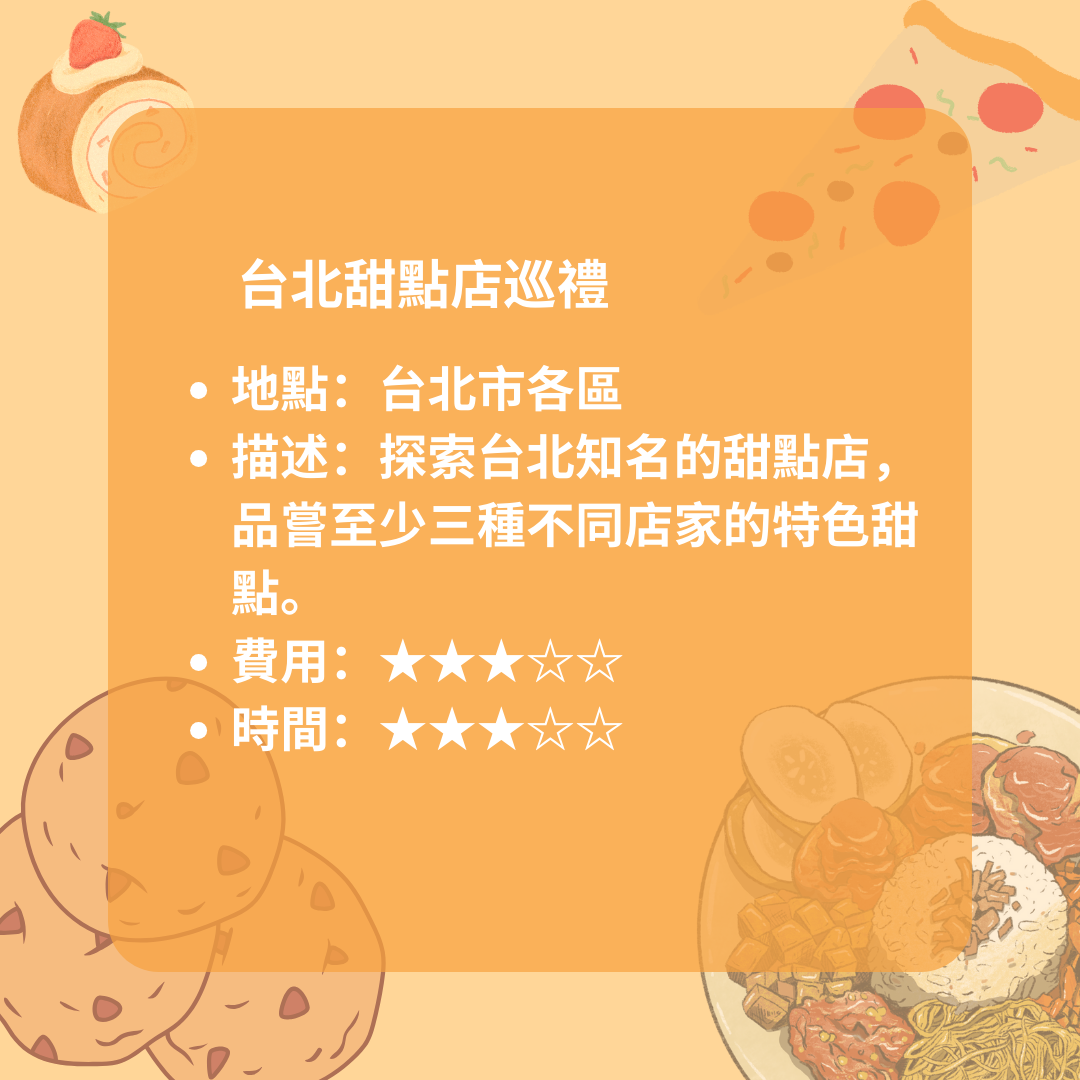 台北甜點店巡禮
• 地點：台北市各區
• 描述：探索台北知名的甜點店，
品嘗至少三種不同店家的特色甜
點。
• 費用：★★★☆☆
• 時間：★★★☆☆